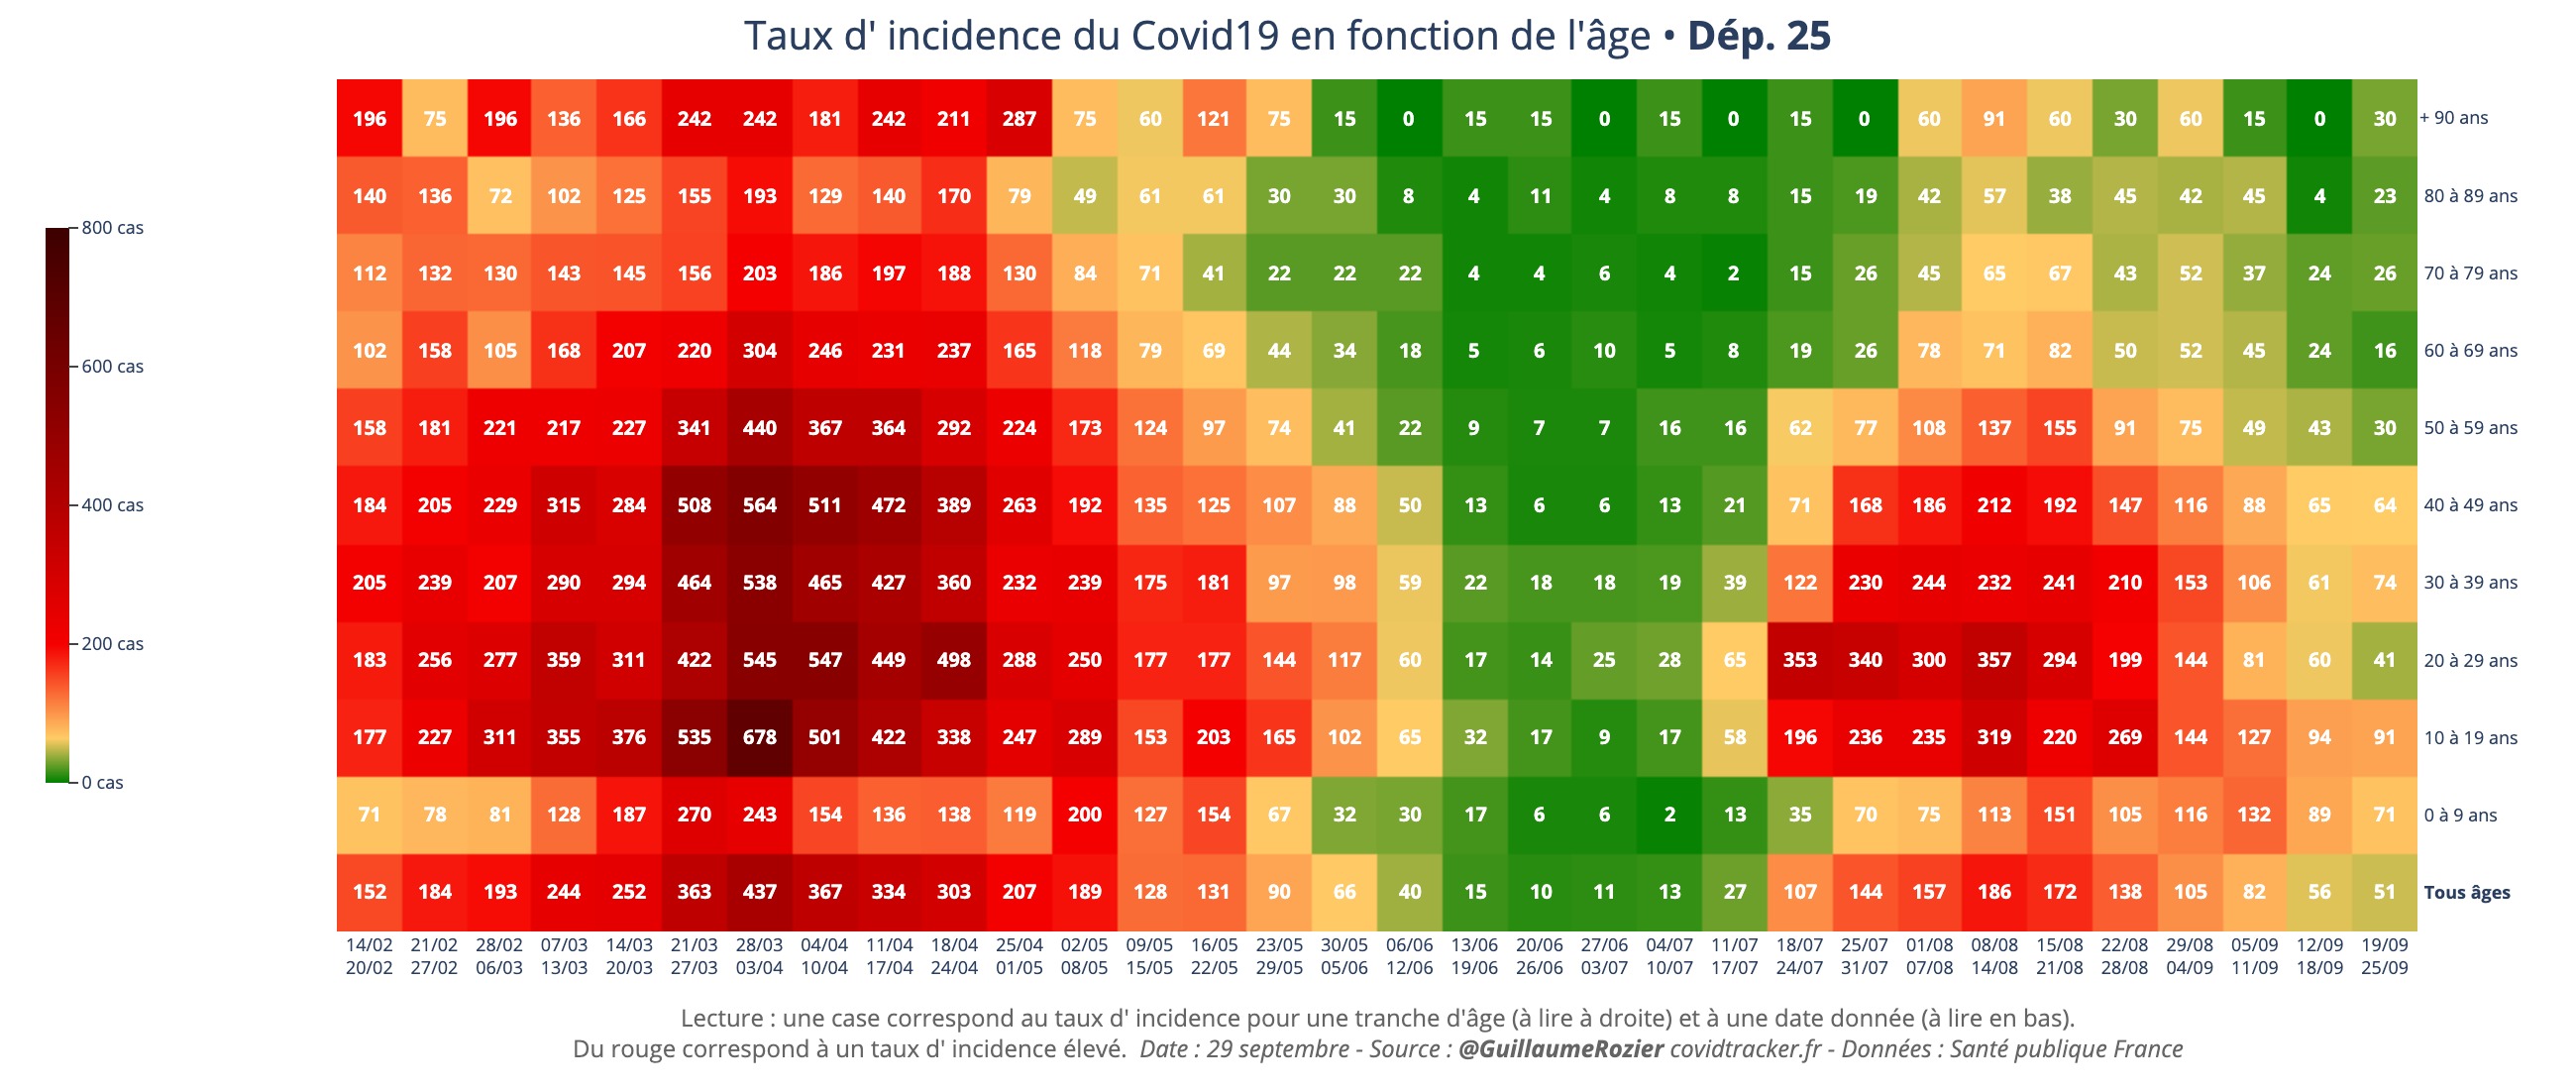 Taux d' incidence du Covid19 en fonction de l'âge • Dép. 25
800 cas
600 cas
400 cas
200 cas
0 cas
196 75 196 136 166 242 242 181 242 211 287 75 60 121 75 15 0 15 15 0 15 0 15 0 60 91 60 30 60 15 0 30 + 90 ans
140 136 72 102 125 155 193 129 140 170 79 49 61 61 30 30 8 4 11 4 8 8 15 19 42 57 38 45 42 45 4 23 80 à 89 ans
112 132 130 143 145 156 203 186 197 188 130 84 71 41 22 22 22 4 4 6 4 2 15 26 45 65 67 43 52 37 24 26 70 à 79 ans
102 158 105 168 207 220 304 246 231 237 165 118 79 69 44 34 18 5 6 10 5 8 19 26 78 71 82 50 52 45 24 16 60 à 69 ans
158 181 221 217 227 341 440 367 364 292 224 173 124 97 74 41 22 9 7 7 16 16 62 77 108 137 155 91 75 49 43 30 50 à 59 ans
184 205 229 315 284 508 564 511 472 389 263 192 135 125 107 88 50 13 6 6 13 21 71 168 186 212 192 147 116 88 65 64 40 à 49 ans
205 239 207 290 294 464 538 465 427 360 232 239 175 181 97 98 59 22 18 18 19 39 122 230 244 232 241 210 153 106 61 74 30 à 39 ans
183 256 277 359 311 422 545 547 449 498 288 250 177 177 144 117 60 17 14 25 28 65 353 340 300 357 294 199 144 81 60 41 20 à 29 ans
177 227 311 355 376 535 678 501 422 338 247 289 153 203 165 102 65 32 17 9 17 58 196 236 235 319 220 269 144 127 94 91 10 à 19 ans
71 78 81 128 187 270 243 154 136 138 119 200 127 154 67 32 30 17 6 6 2 13 35 70 75 113 151 105 116 132 89 71 0 à 9 ans
152 184 193 244 252 363 437 367 334 303 207 189 128 131 90 66 40 15 10 11 13 27 107 144 157 186 172 138 105 82 56 51 Tous âges
14/02 21/02 28/02 07/03 14/03 21/03 28/03 04/04 11/04 18/04 25/04 02/05 09/05 16/05 23/05 30/05 06/06 13/06 20/06 27/06 04/07 11/07 18/07 25/07 01/08 08/08 15/08 22/08 29/08 05/09 12/09 19/09
20/02 27/02 06/03 13/03 20/03 27/03 03/04 10/04 17/04 24/04 01/05 08/05 15/05 22/05 29/05 05/06 12/06 19/06 26/06 03/07 10/07 17/07 24/07 31/07 07/08 14/08 21/08 28/08 04/09 11/09 18/09 25/09
Lecture : une case correspond au taux d' incidence pour une tranche d'âge (à lire à droite) et à une date donnée (à lire en bas).
Du rouge correspond à un taux d' incidence élevé. Date : 29 septembre - Source : @GuillaumeRozier covidtracker.fr - Données : Santé publique France